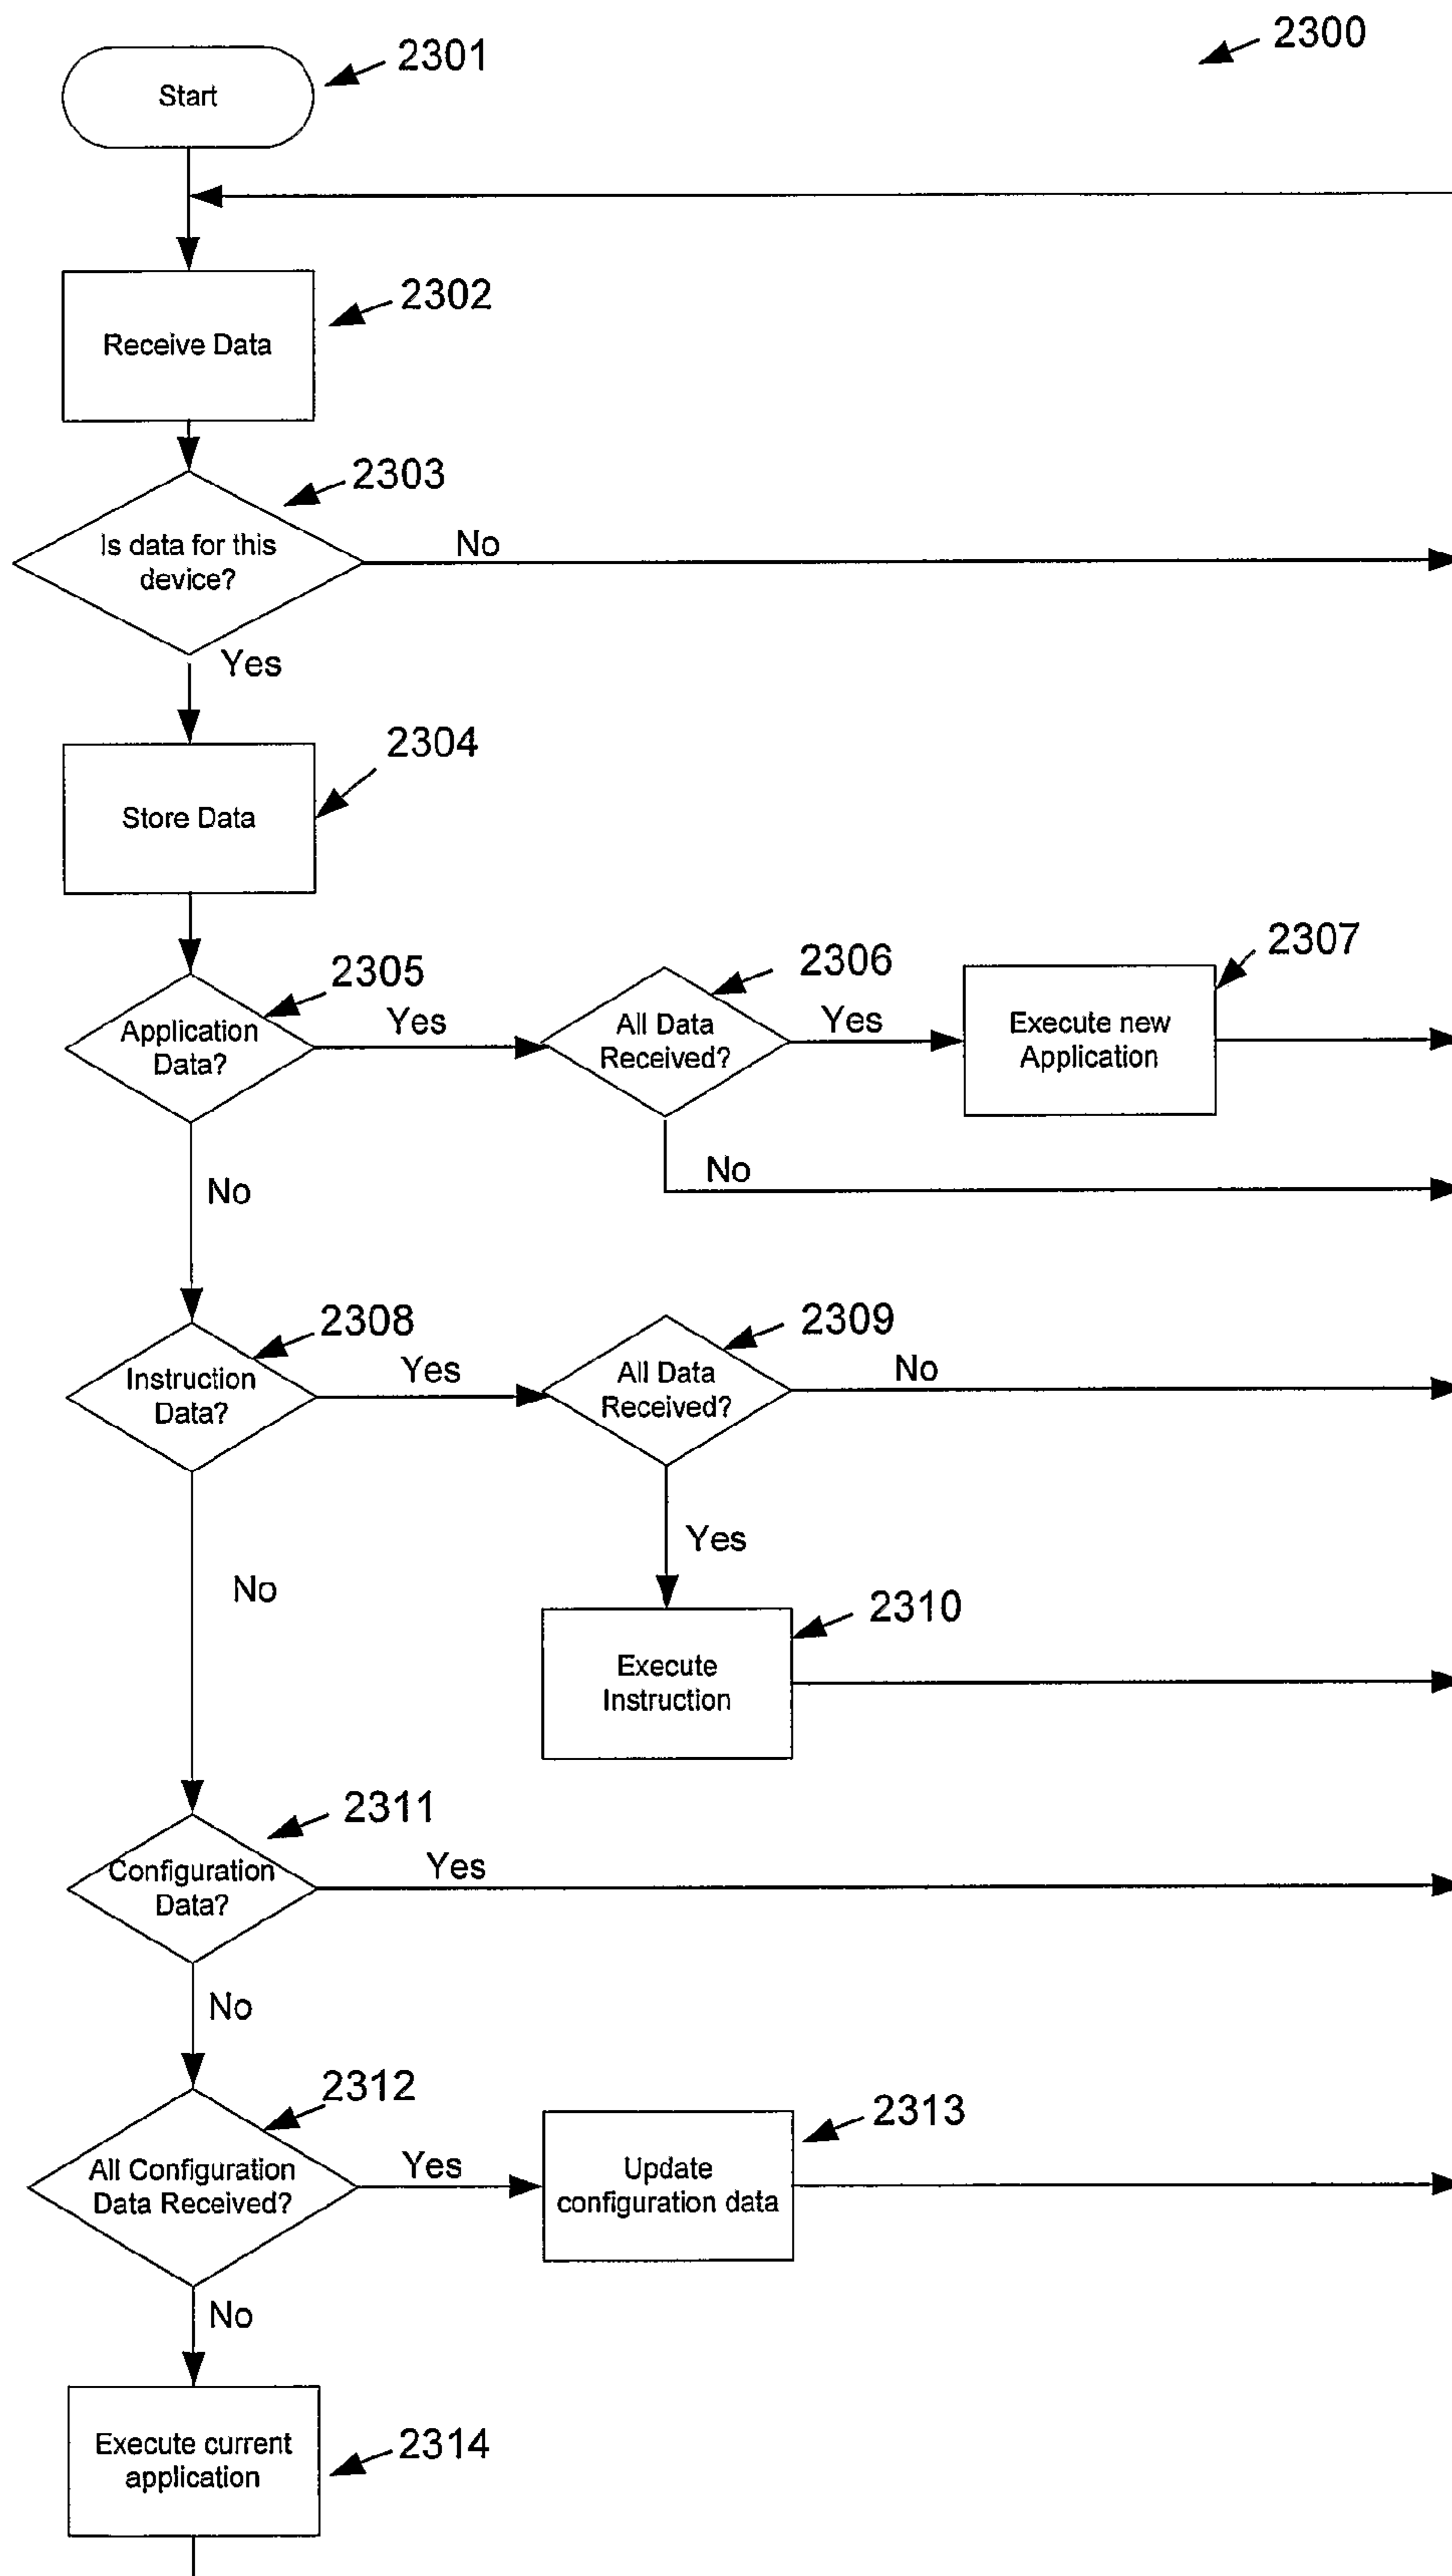 2300
2301
Start
2302
Receive Data
2303
Is data for this
device?
No
Yes
2304
Store Data
2305
Application
Data?
Yes
2306
All Data
Received?
Yes
2307
Execute new
Application
No
No
2308
Instruction
Data?
Yes
2309
All Data
Received?
No
Yes
No
2310
Execute
Instruction
2311
Configuration
Data?
Yes
No
2312
All Configuration
Data Received?
Yes
2313
Update
configuration data
No
2314
Execute current
application